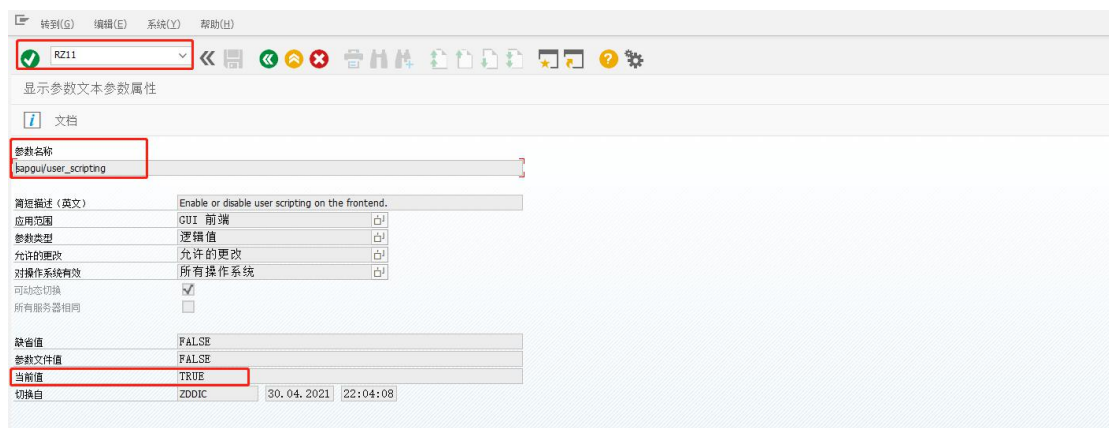 转到(G) 编辑(E) 系统(Y) 帮助(H)
RZ11
显示参数文本参数属性
文档
参数名称
sapgui/user_scripting
简短描述（英文） Enable or disable user scripting on the frontend.
应用范围 GUI 前端
参数类型 逻辑值
允许的更改 允许的更改
对操作系统有效 所有操作系统
可动态切换
所有服务器相同
缺省值 FALSE
参数文件值 FALSE
当前值 TRUE
切换自 ZDDIC 30.04.2021 22:04:08